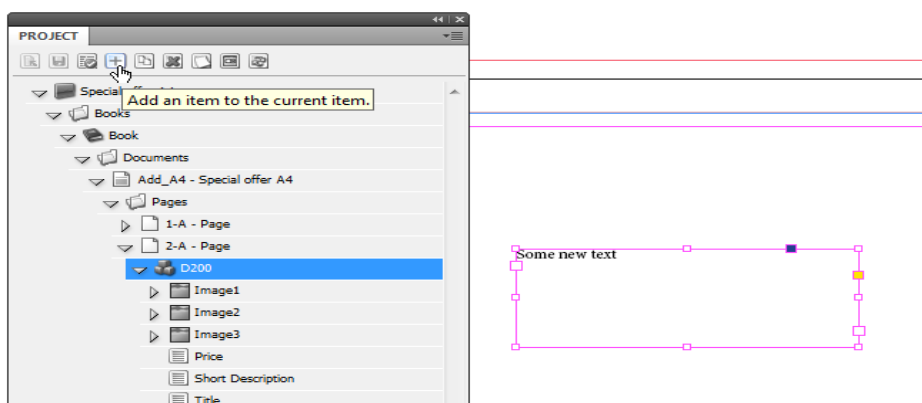 PROJECT
Add an item to the current item.
Special
Books
Book
Documents
Add_A4 - Special offer A4
Pages
1-A - Page
2-A - Page
D200
Image1
Image2
Image3
Price
Short Description
Title
Some new text